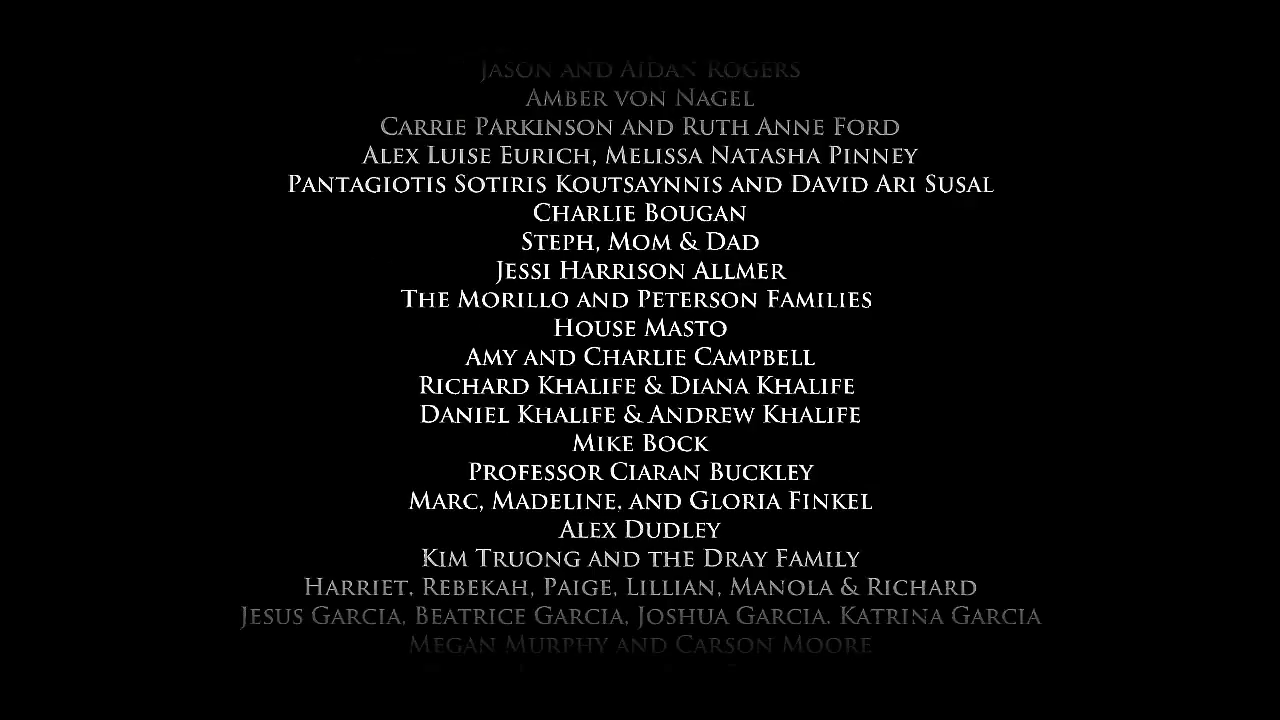 Jason and Aidan Rogers
Amber von Nagel
Carrie Parkinson and Ruth Anne Ford
Alex Luise Eurich, Melissa Natasha Pinney
Pantagiotis Sotiris Koutsaynnis and David Ari Susal
Charlie Bougan
Steph, Mom & Dad
Jessi Harrison Allmer
The Morillo and Peterson Families
House Masto
Amy and Charlie Campbell
Richard Khalife & Diana Khalife
Daniel Khalife & Andrew Khalife
Mike Bock
Professor Ciaran Buckley
Marc, Madeline, and Gloria Finkel
Alex Dudley
Kim Truong and the Dray Family
Harriet, Rebekah, Paige, Lillian, Manola & Richard
Jesus Garcia, Beatrice Garcia, Joshua Garcia, Katrina Garcia
Megan Murphy and Carson Moore